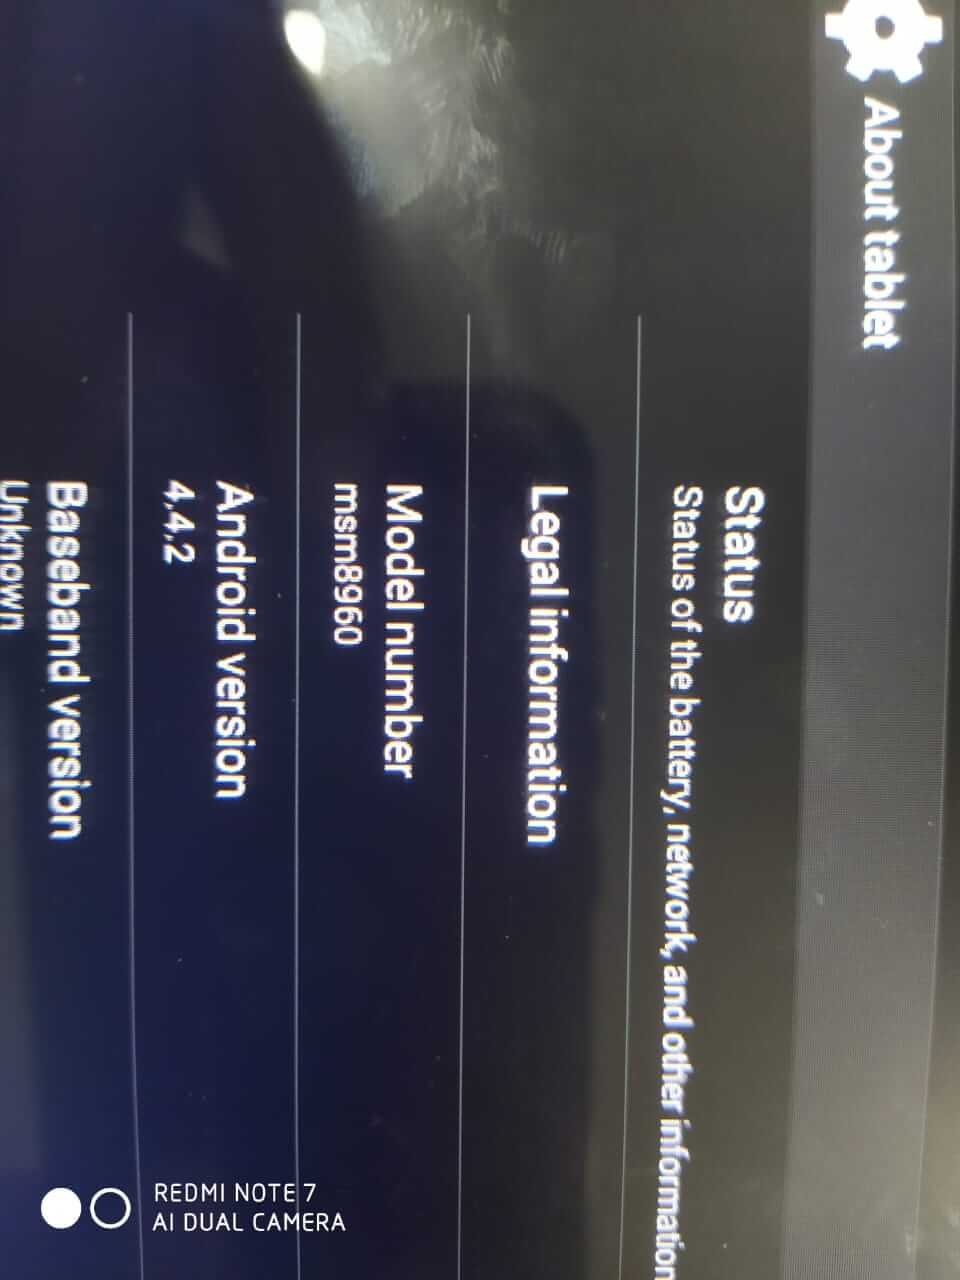 About tablet
Status
Status of the battery, network, and other information
Legal information
Model number
msm8960
Android version
4.4.2
Baseband version
Unknown
REDMI NOTE 7
AI DUAL CAMERA